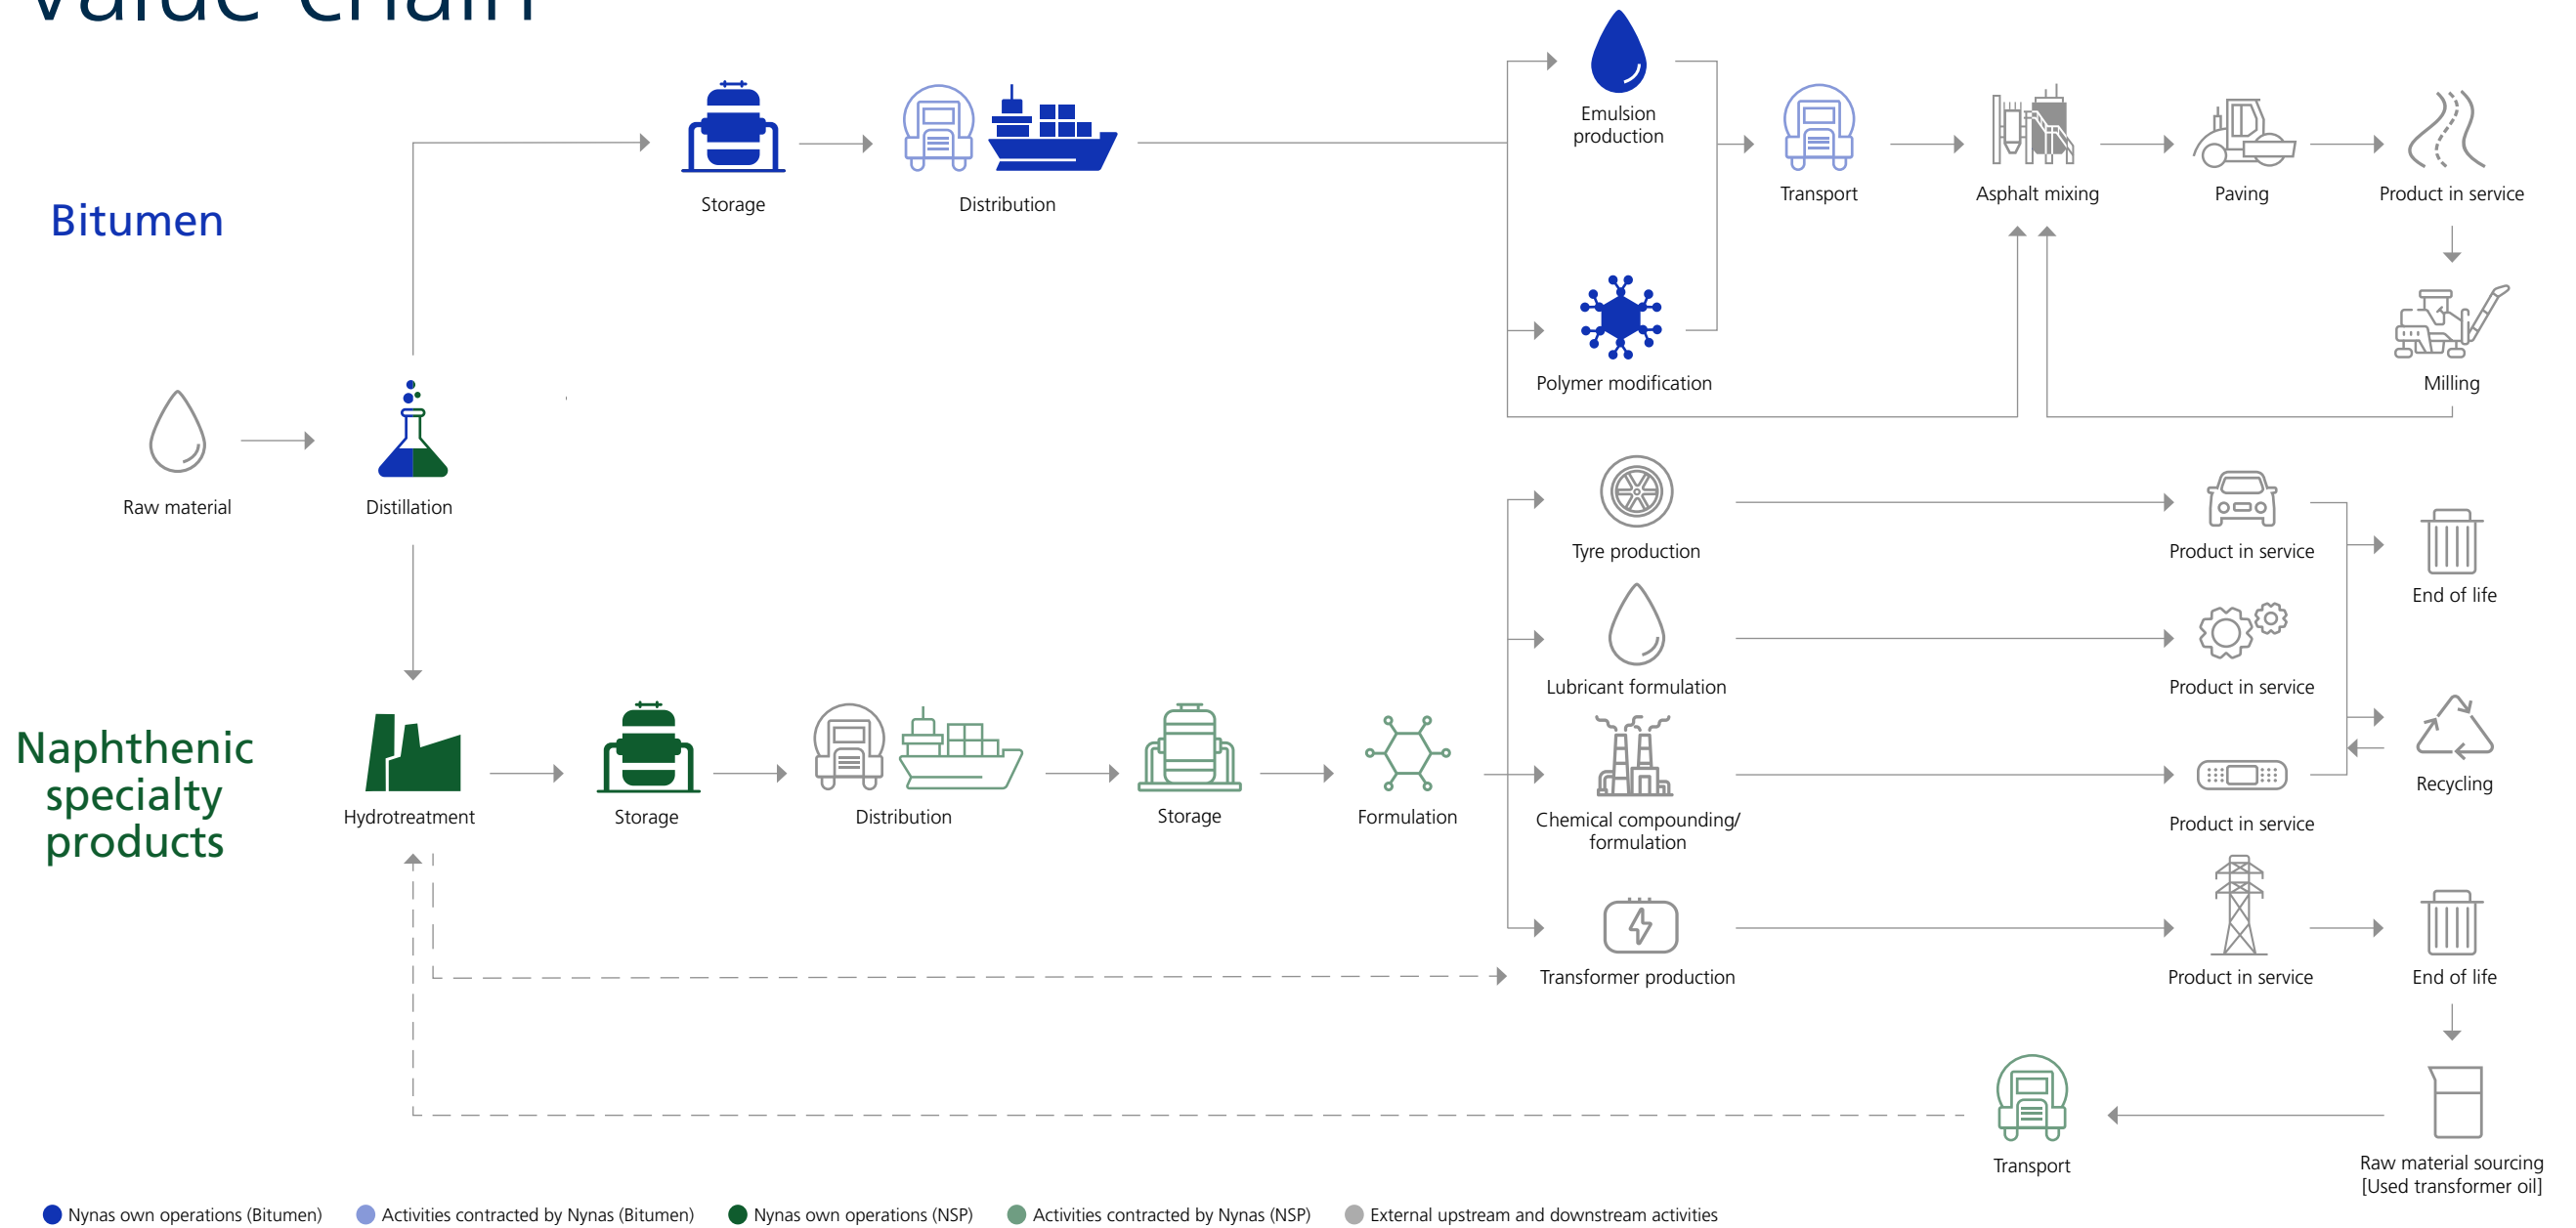 Value chain
Emulsion
production
Storage
Distribution
Transport
Asphalt mixing
Paving
Product in service
Bitumen
Polymer modification
Milling
Raw material
Distillation
Tyre production
Product in service
End of life
Lubricant formulation
Product in service
Naphthenic
specialty
products
Hydrotreatment
Storage
Distribution
Storage
Formulation
Chemical compounding/
formulation
Product in service
Recycling
Transformer production
Product in service
End of life
Transport
Raw material sourcing
[Used transformer oil]
Nynas own operations (Bitumen)
Activities contracted by Nynas (Bitumen)
Nynas own operations (NSP)
Activities contracted by Nynas (NSP)
External upstream and downstream activities